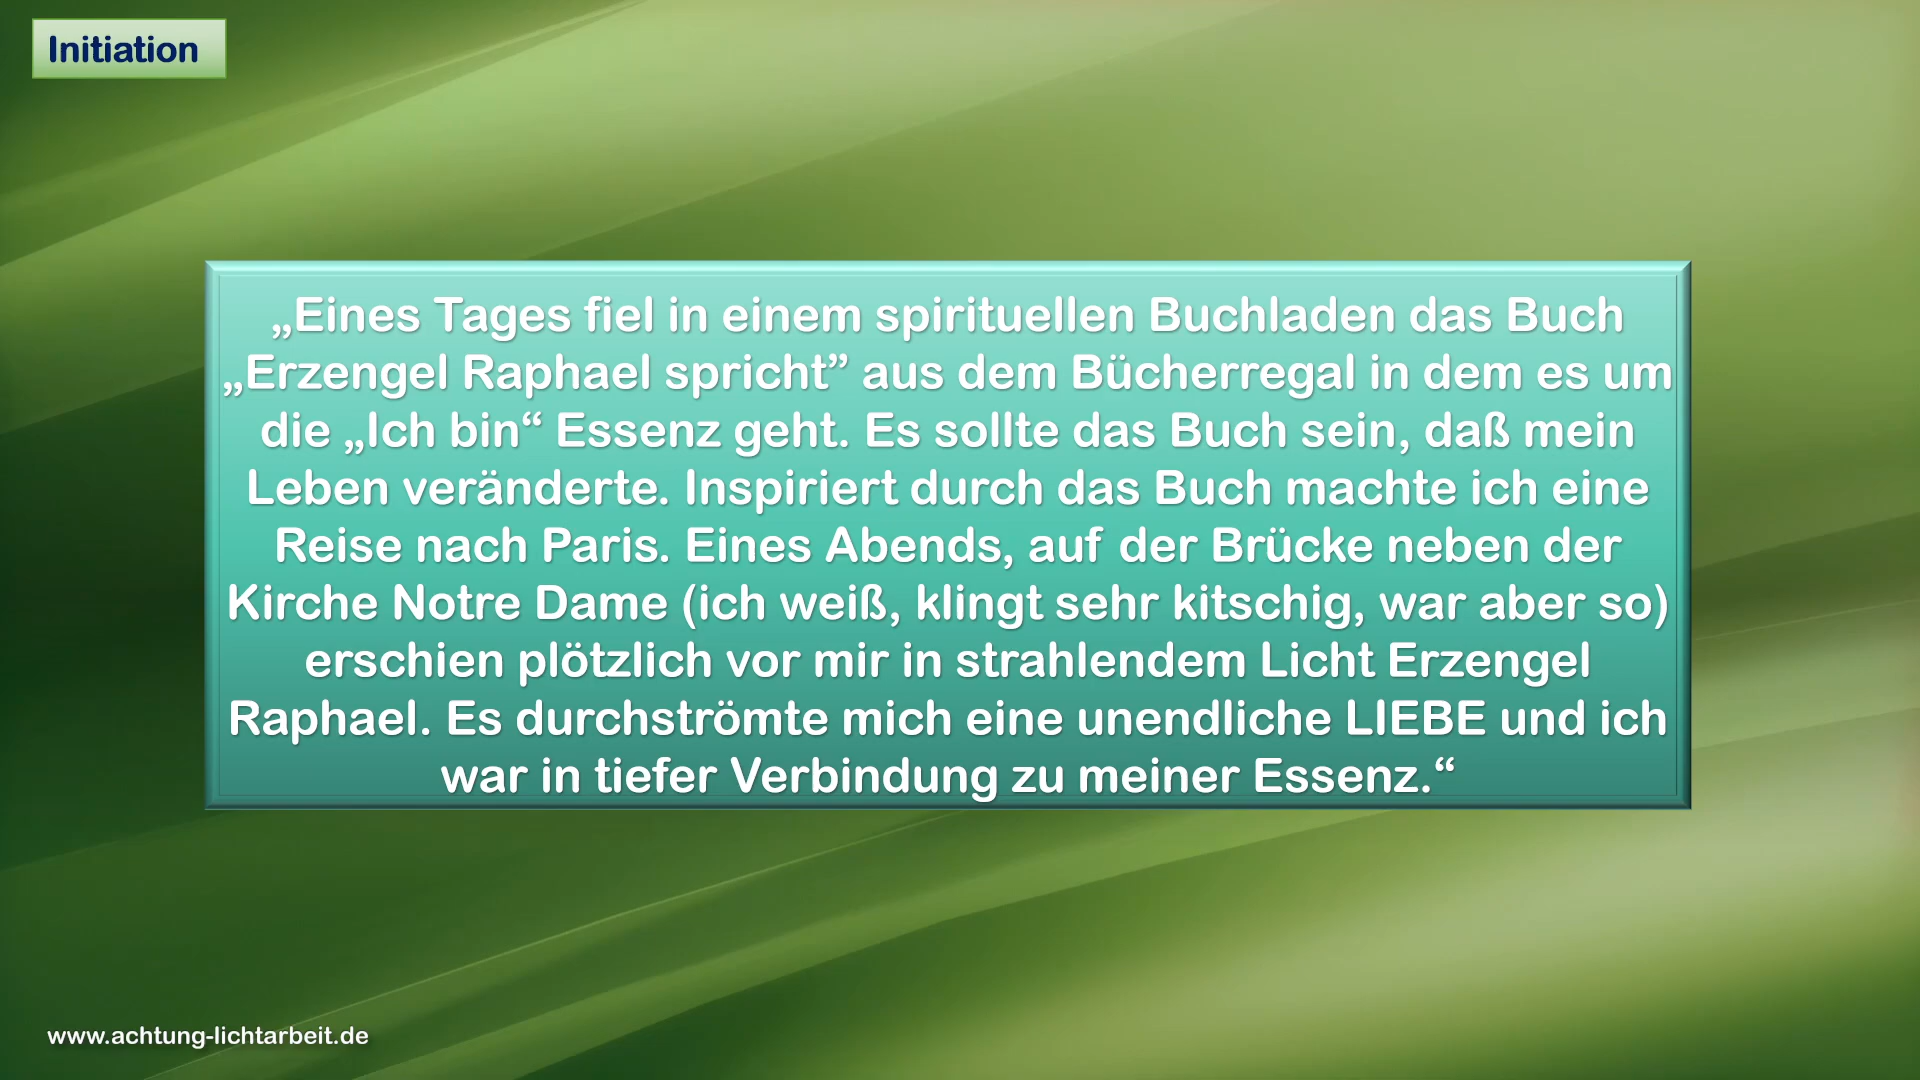 Initiation
„Eines Tages fiel in einem spirituellen Buchladen das Buch
„Erzengel Raphael spricht” aus dem Bücherregal in dem es um
die „Ich bin“ Essenz geht. Es sollte das Buch sein, daß mein
Leben veränderte. Inspiriert durch das Buch machte ich eine
Reise nach Paris. Eines Abends, auf der Brücke neben der
Kirche Notre Dame (ich weiß, klingt sehr kitschig, war aber so)
erschien plötzlich vor mir in strahlendem Licht Erzengel
Raphael. Es durchströmte mich eine unendliche LIEBE und ich
war in tiefer Verbindung zu meiner Essenz.“
www.achtung-lichtarbeit.de